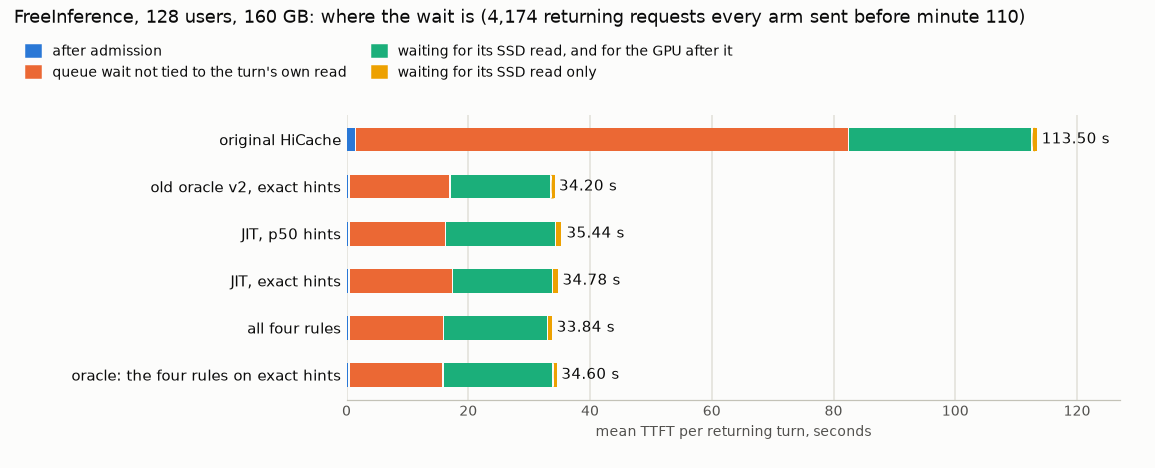 FreeInference, 128 users, 160 GB: where the wait is (4,174 returning requests every arm sent before minute 110)
after admission
queue wait not tied to the turn's own read
waiting for its SSD read, and for the GPU after it
waiting for its SSD read only
original HiCache 113.50 s
old oracle v2, exact hints 34.20 s
JIT, p50 hints 35.44 s
JIT, exact hints 34.78 s
all four rules 33.84 s
oracle: the four rules on exact hints 34.60 s
0 20 40 60 80 100 120
mean TTFT per returning turn, seconds